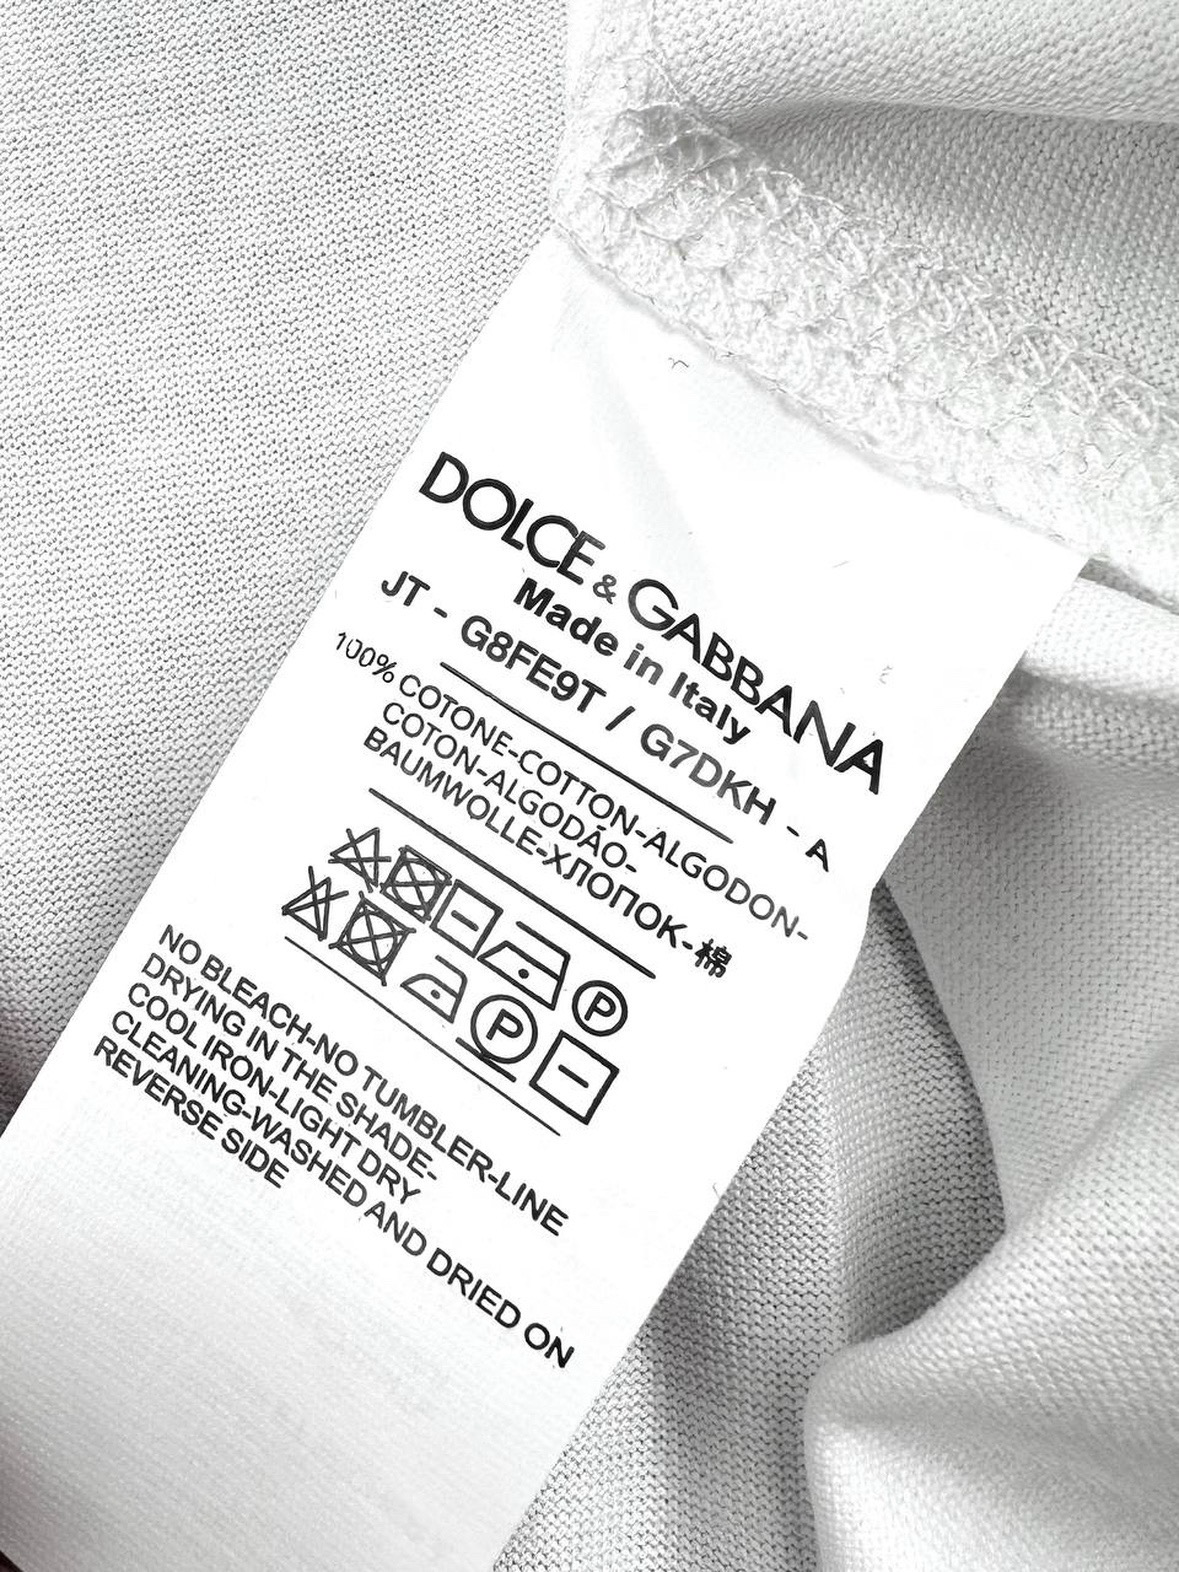 DOLCE & GABBANA
Made in Italy
JT - G8FE9T / G7DKH - A
100% COTONE-COTTON-ALGODON-
COTON-ALGODÃO-
BAUMWOLLE-ХЛОПОК-棉
P
P
NO BLEACH-NO TUMBLER-LINE
DRYING IN THE SHADE-
COOL IRON-LIGHT DRY
CLEANING-WASHED AND DRIED ON
REVERSE SIDE